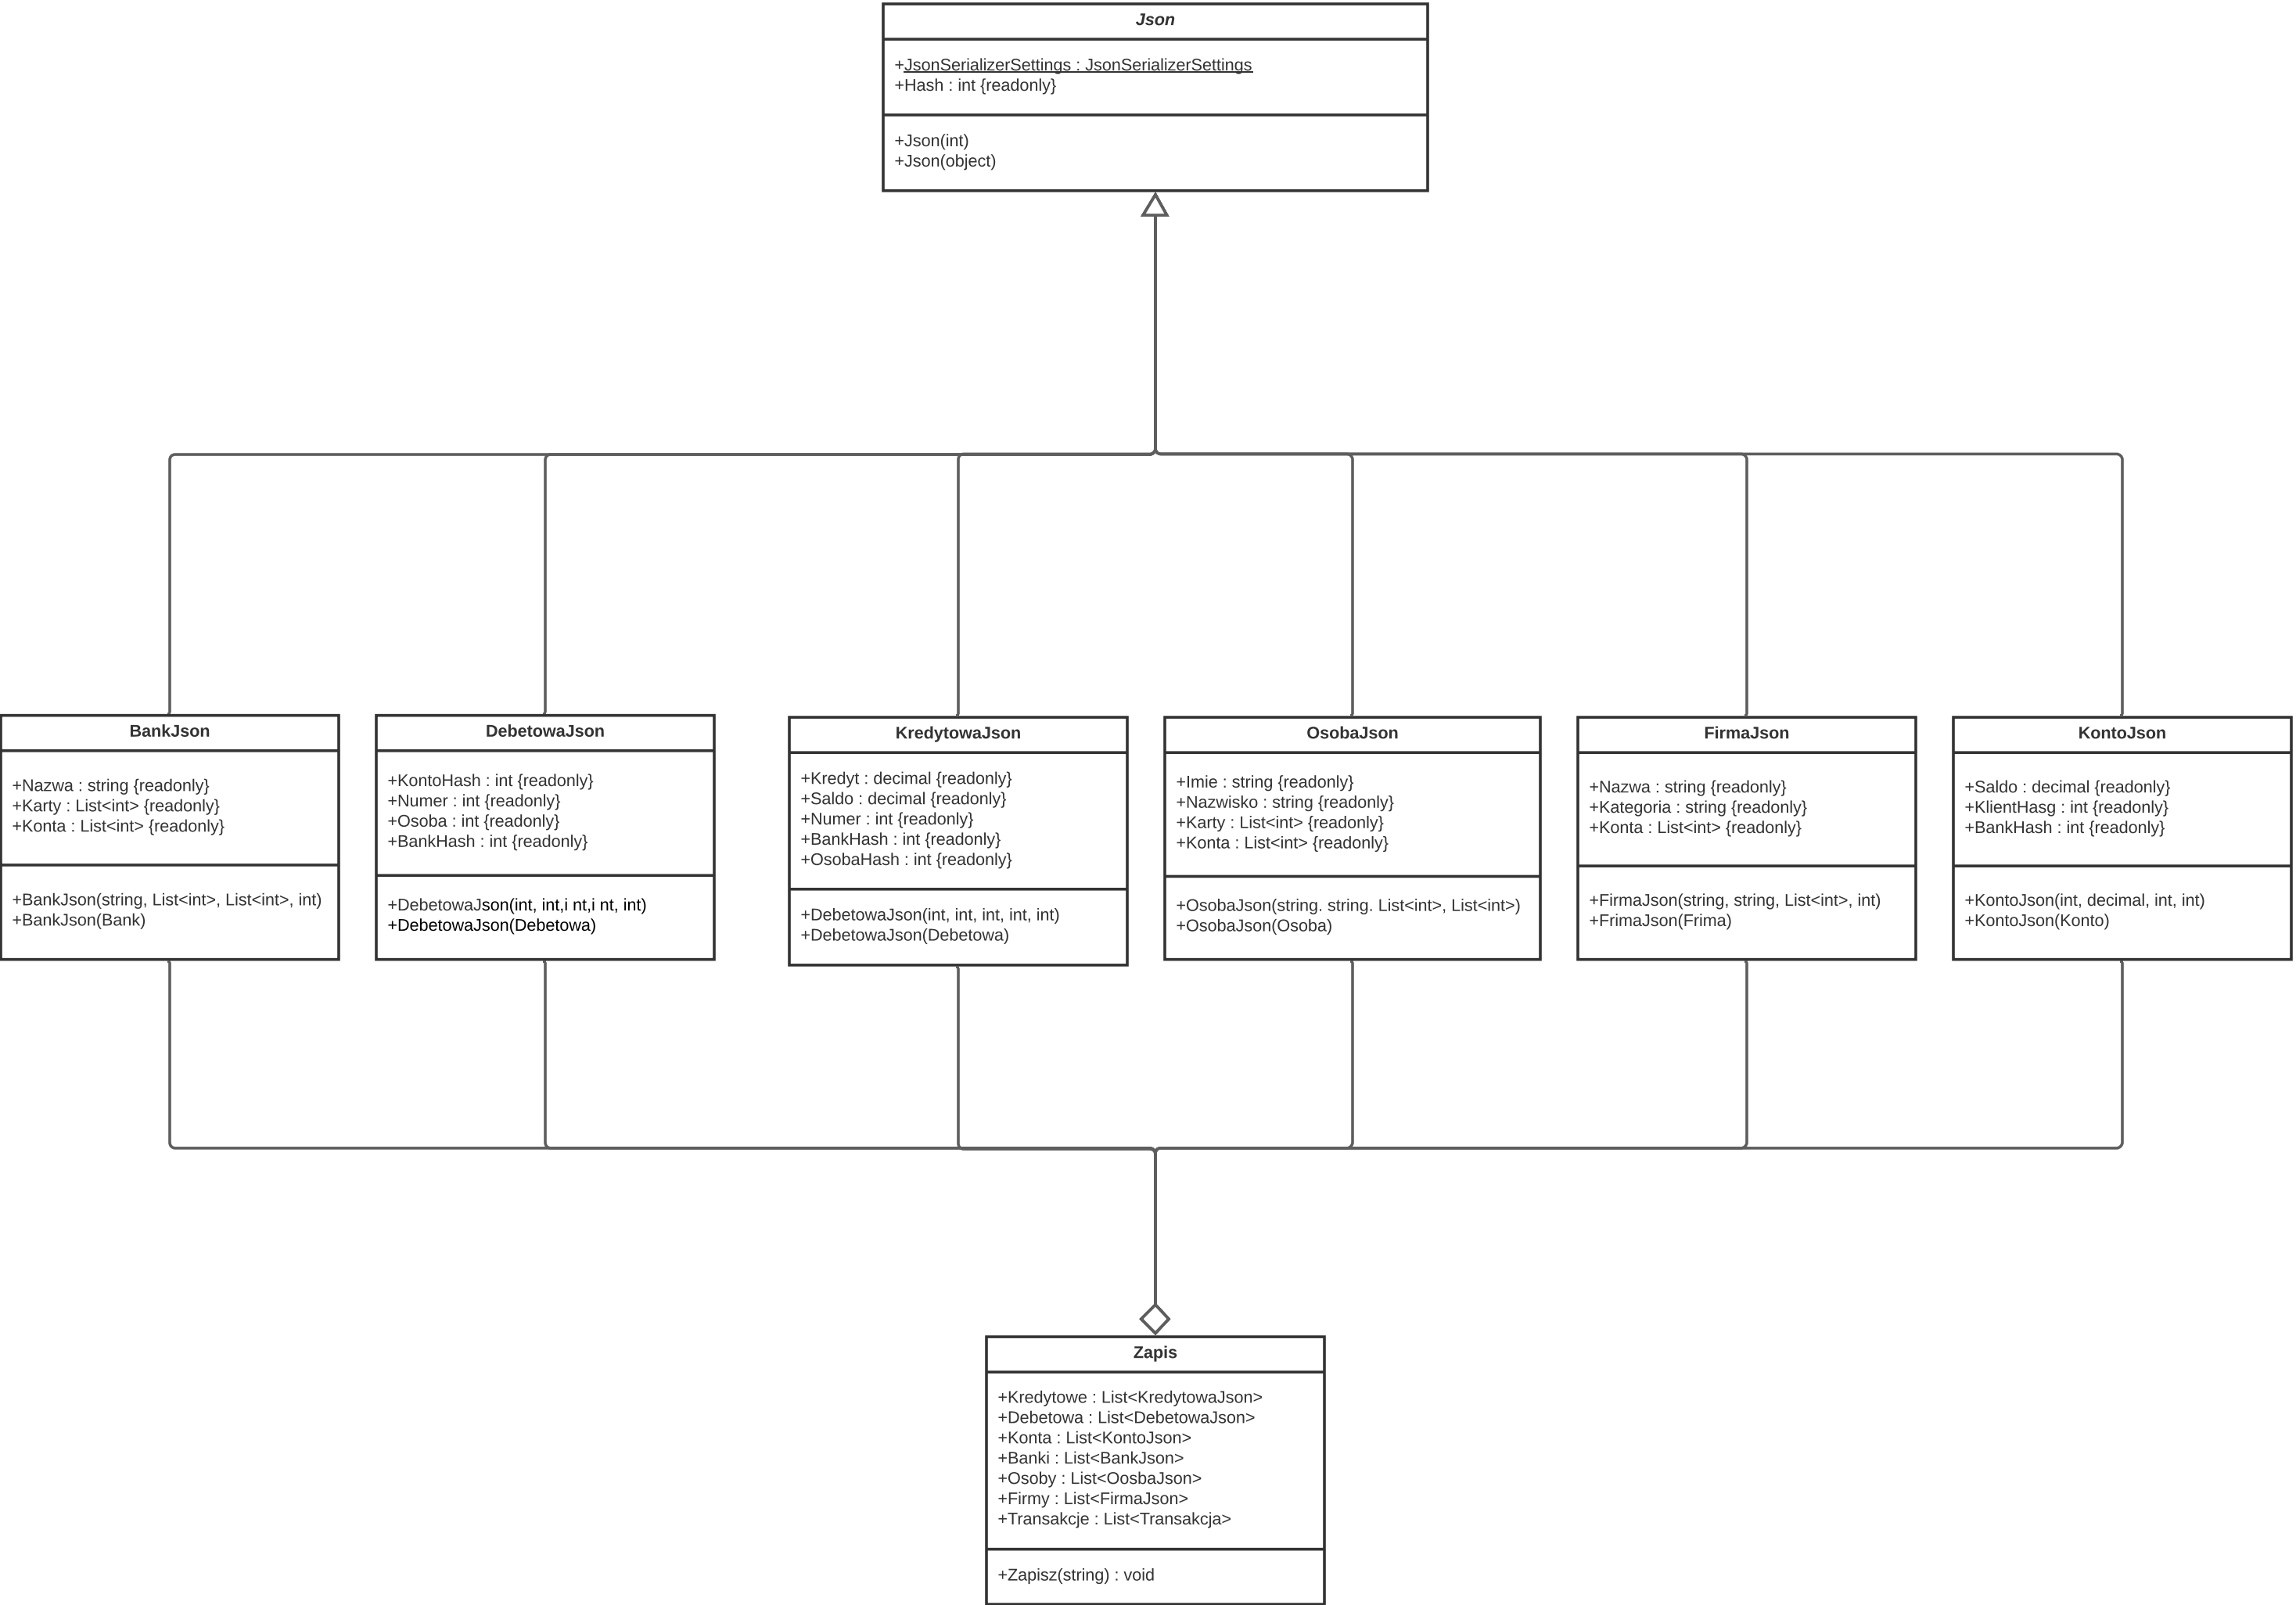 Json
+JsonSerializerSettings : JsonSerializerSettings
+Hash : int {readonly}
+Json(int)
+Json(object)
BankJson
+Nazwa : string {readonly}
+Karty : List<int> {readonly}
+Konta : List<int> {readonly}
+BankJson(string, List<int>, List<int>, int)
+BankJson(Bank)
DebetowaJson
+KontoHash : int {readonly}
+Numer : int {readonly}
+Osoba : int {readonly}
+BankHash : int {readonly}
+DebetowaJson(int, int,i nt,i nt, int)
+DebetowaJson(Debetowa)
KredytowaJson
+Kredyt : decimal {readonly}
+Saldo : decimal {readonly}
+Numer : int {readonly}
+BankHash : int {readonly}
+OsobaHash : int {readonly}
+DebetowaJson(int, int, int, int, int)
+DebetowaJson(Debetowa)
OsobaJson
+Imie : string {readonly}
+Nazwisko : string {readonly}
+Karty : List<int> {readonly}
+Konta : List<int> {readonly}
+OsobaJson(string. string. List<int>, List<int>)
+OsobaJson(Osoba)
FirmaJson
+Nazwa : string {readonly}
+Kategoria : string {readonly}
+Konta : List<int> {readonly}
+FirmaJson(string, string, List<int>, int)
+FrimaJson(Frima)
KontoJson
+Saldo : decimal {readonly}
+KlientHasg : int {readonly}
+BankHash : int {readonly}
+KontoJson(int, decimal, int, int)
+KontoJson(Konto)
Zapis
+Kredytowe : List<KredytowaJson>
+Debetowa : List<DebetowaJson>
+Konta : List<KontoJson>
+Banki : List<BankJson>
+Osoby : List<OosbaJson>
+Firmy : List<FirmaJson>
+Transakcje : List<Transakcja>
+Zapisz(string) : void